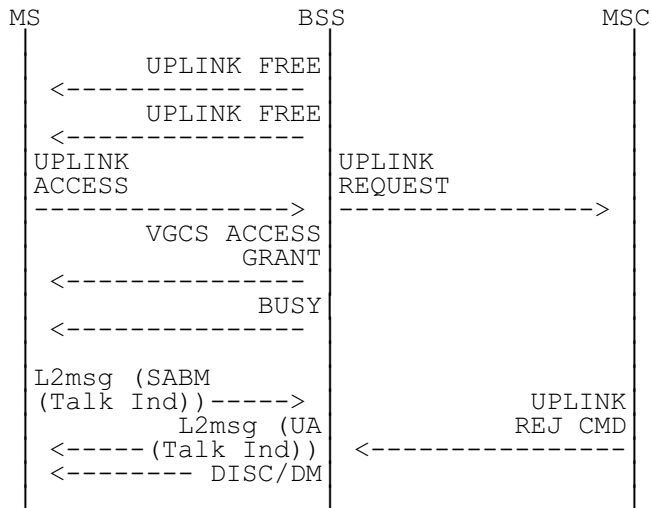 MS BSS MSC
UPLINK FREE
<---------------
UPLINK FREE
<---------------
UPLINK UPLINK
ACCESS REQUEST
----------------> ---------------->
VGCS ACCESS
GRANT
<---------------
BUSY
<---------------
L2msg (SABM
(Talk Ind))-----> UPLINK
L2msg (UA REJ CMD
<-----(Talk Ind)) <----------------
<-------- DISC/DM